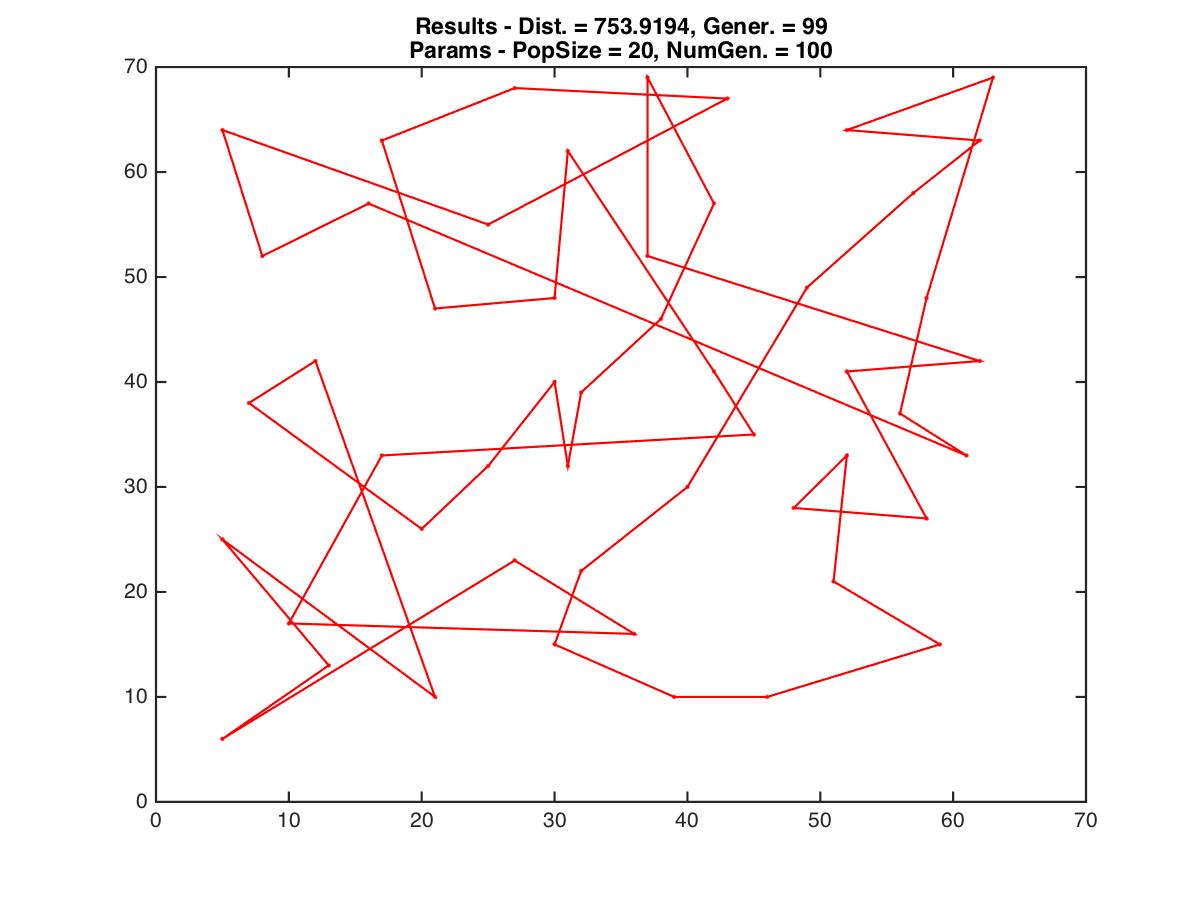 Results - Dist. = 753.9194, Gener. = 99
Params - PopSize = 20, NumGen. = 100
70
60
50
40
30
20
10
0
0 10 20 30 40 50 60 70